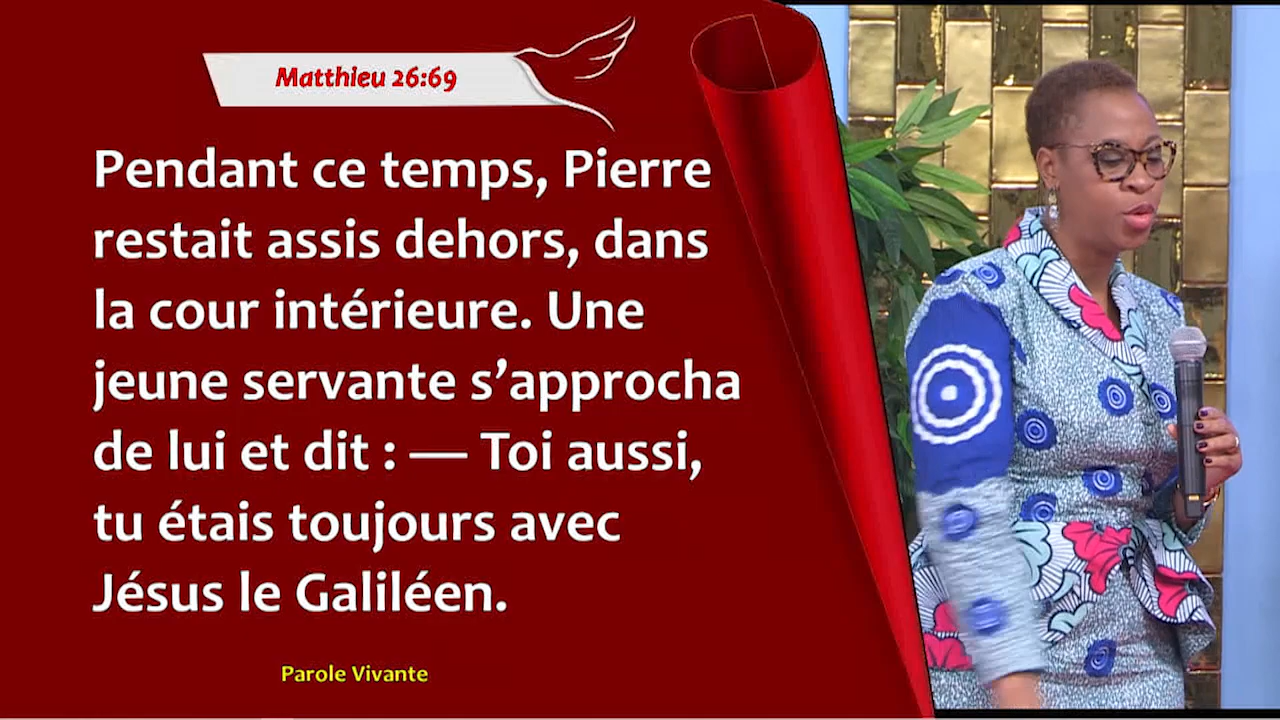 Matthieu 26:69
Pendant ce temps, Pierre
restait assis dehors, dans
la cour intérieure. Une
jeune servante s’approcha
de lui et dit : — Toi aussi,
tu étais toujours avec
Jésus le Galiléen.
Parole Vivante